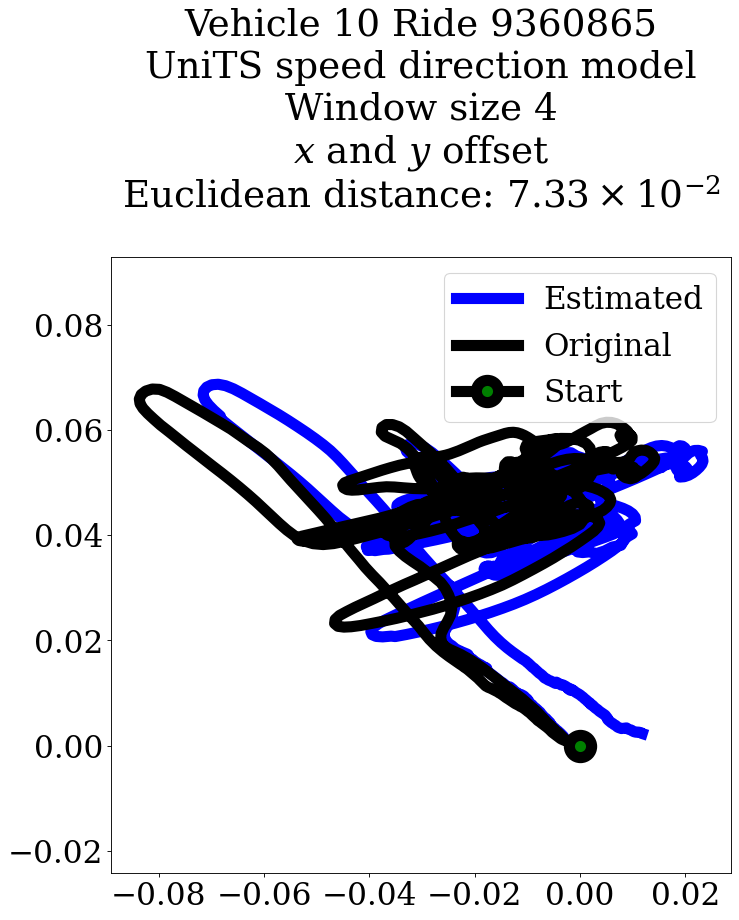 Vehicle 10 Ride 9360865
UniTS speed direction model
Window size 4
x and y offset
Euclidean distance: 7.33 × 10⁻²
Estimated
Original
Start
0.08
0.06
0.04
0.02
0.00
−0.02
−0.08 −0.06 −0.04 −0.02 0.00 0.02